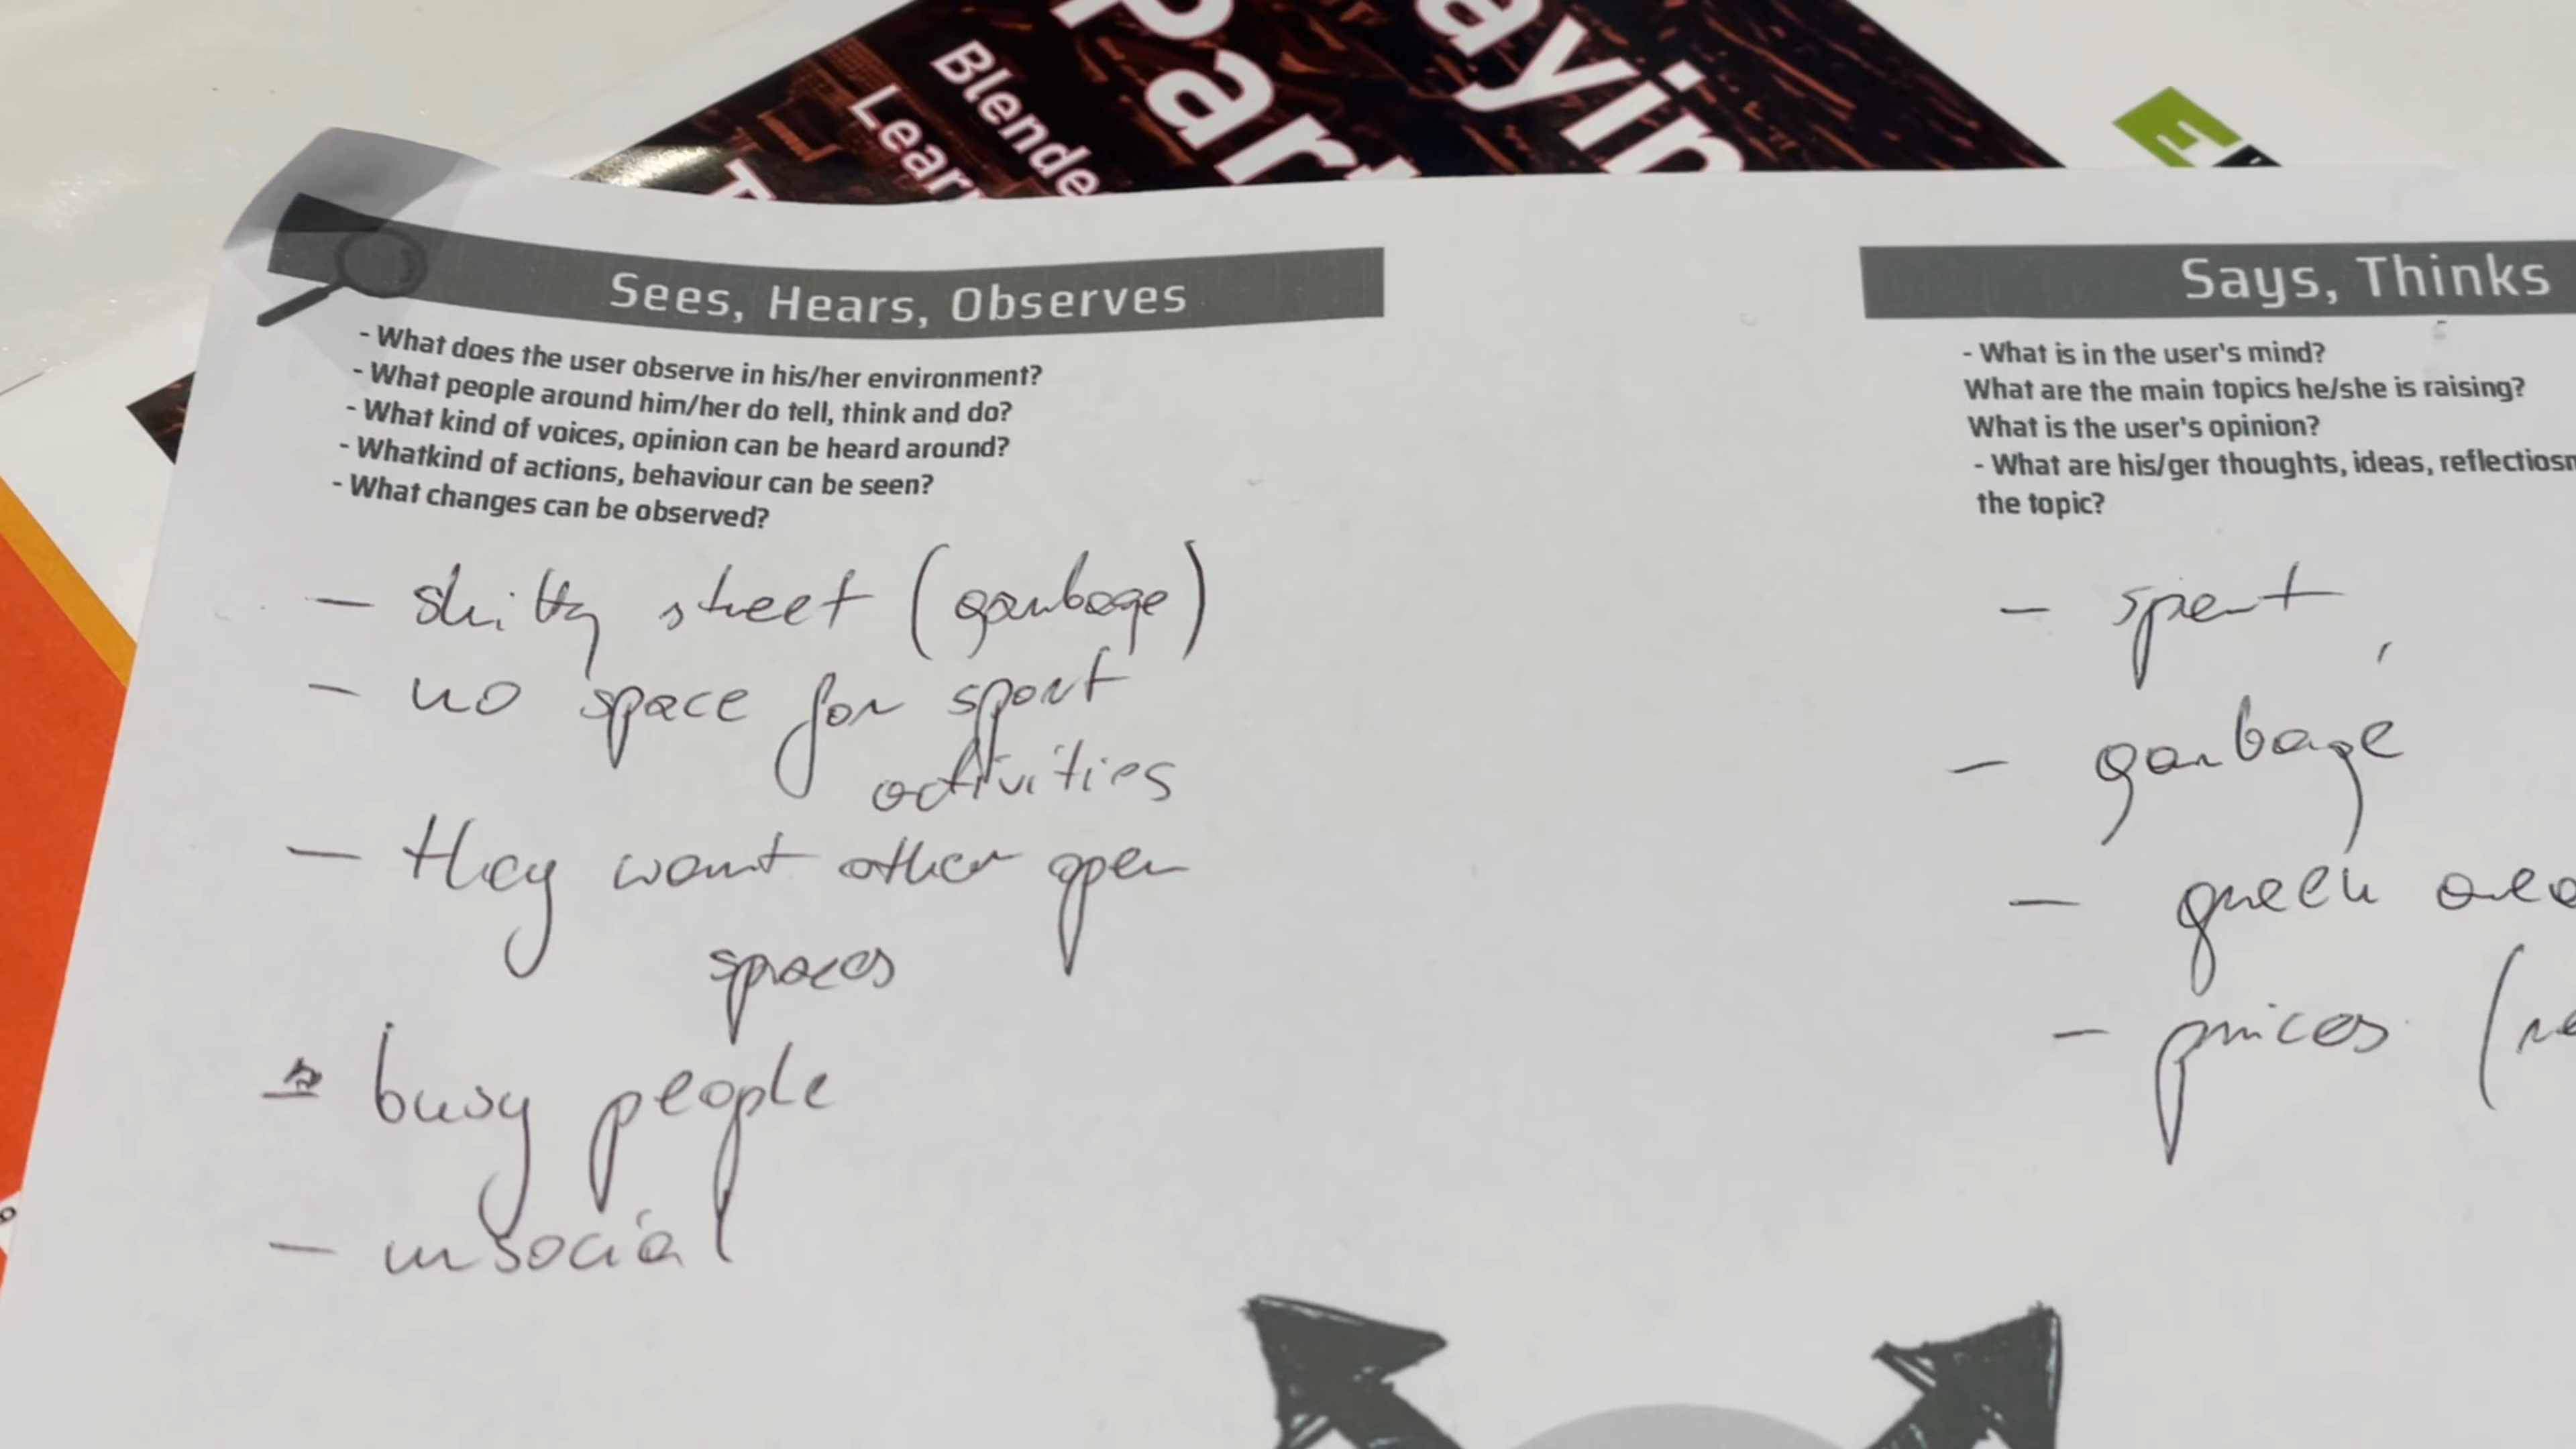 ayin
Part
Blende
Lear
T
E
Sees, Hears, Observes
- What does the user observe in his/her environment?
- What people around him/her do tell, think and do?
- What kind of voices, opinion can be heard around?
- Whatkind of actions, behaviour can be seen?
- What changes can be observed?
- shitty street (garbage)
- no space for sport
activities
- they want other open
spaces
- busy people
- unsocial
Says, Thinks
- What is in the user's mind?
What are the main topics he/she is raising?
What is the user's opinion?
- What are his/ger thoughts, ideas, reflectiosn
the topic?
- garbage
- green
- prices (re